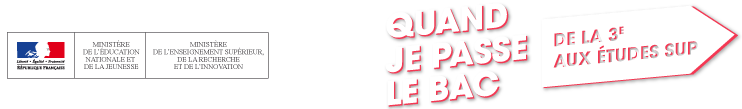 Liberté • Égalité • Fraternité
RÉPUBLIQUE FRANÇAISE
MINISTÈRE
DE L'ÉDUCATION
NATIONALE ET
DE LA JEUNESSE
MINISTÈRE
DE L'ENSEIGNEMENT SUPÉRIEUR,
DE LA RECHERCHE
ET DE L'INNOVATION
QUAND
JE PASSE
LE BAC
DE LA 3E
AUX ÉTUDES SUP